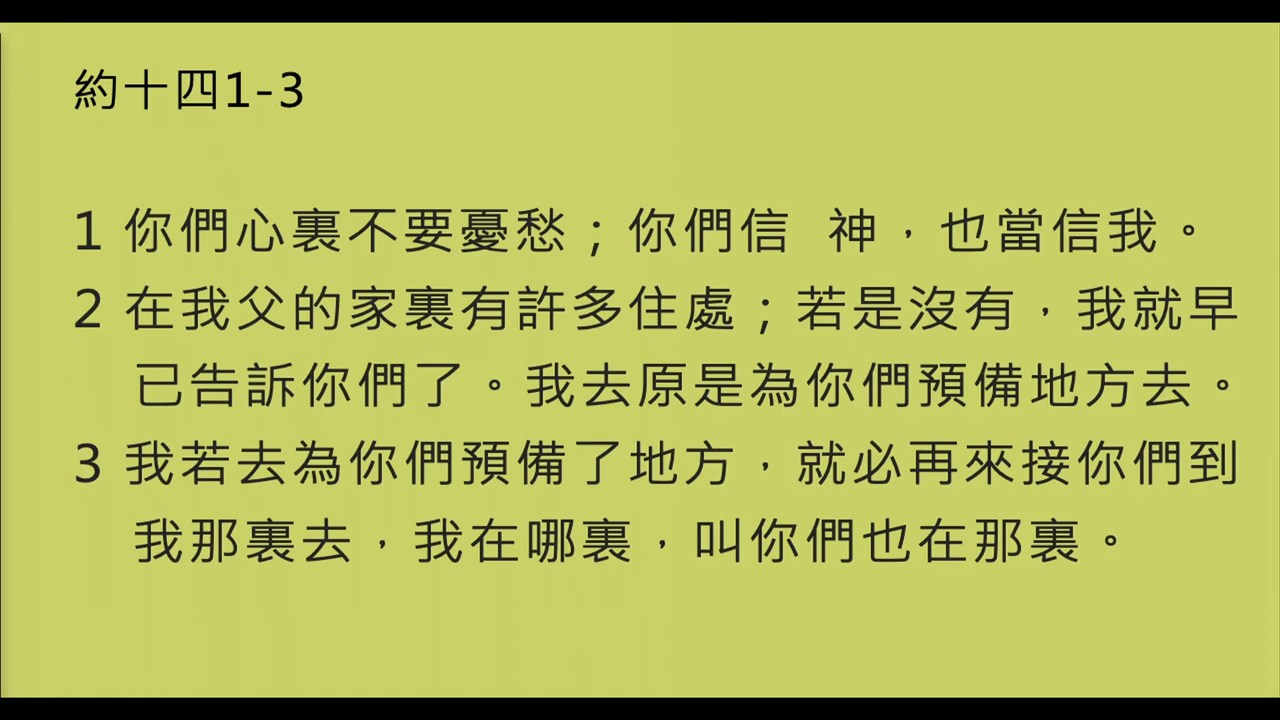 約十四1-3
1 你們心裏不要憂愁；你們信　神，也當信我。
2 在我父的家裏有許多住處；若是沒有，我就早
已告訴你們了。我去原是為你們預備地方去。
3 我若去為你們預備了地方，就必再來接你們到
我那裏去，我在哪裏，叫你們也在那裏。